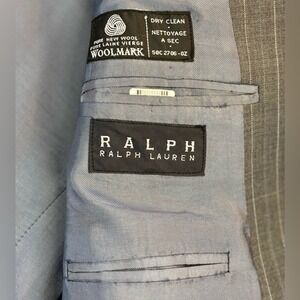 PURE NEW WOOL
PURE LAINE VIERGE
WOOLMARK
DRY CLEAN
NETTOYAGE
A SEC
RALPH
RALPH LAUREN